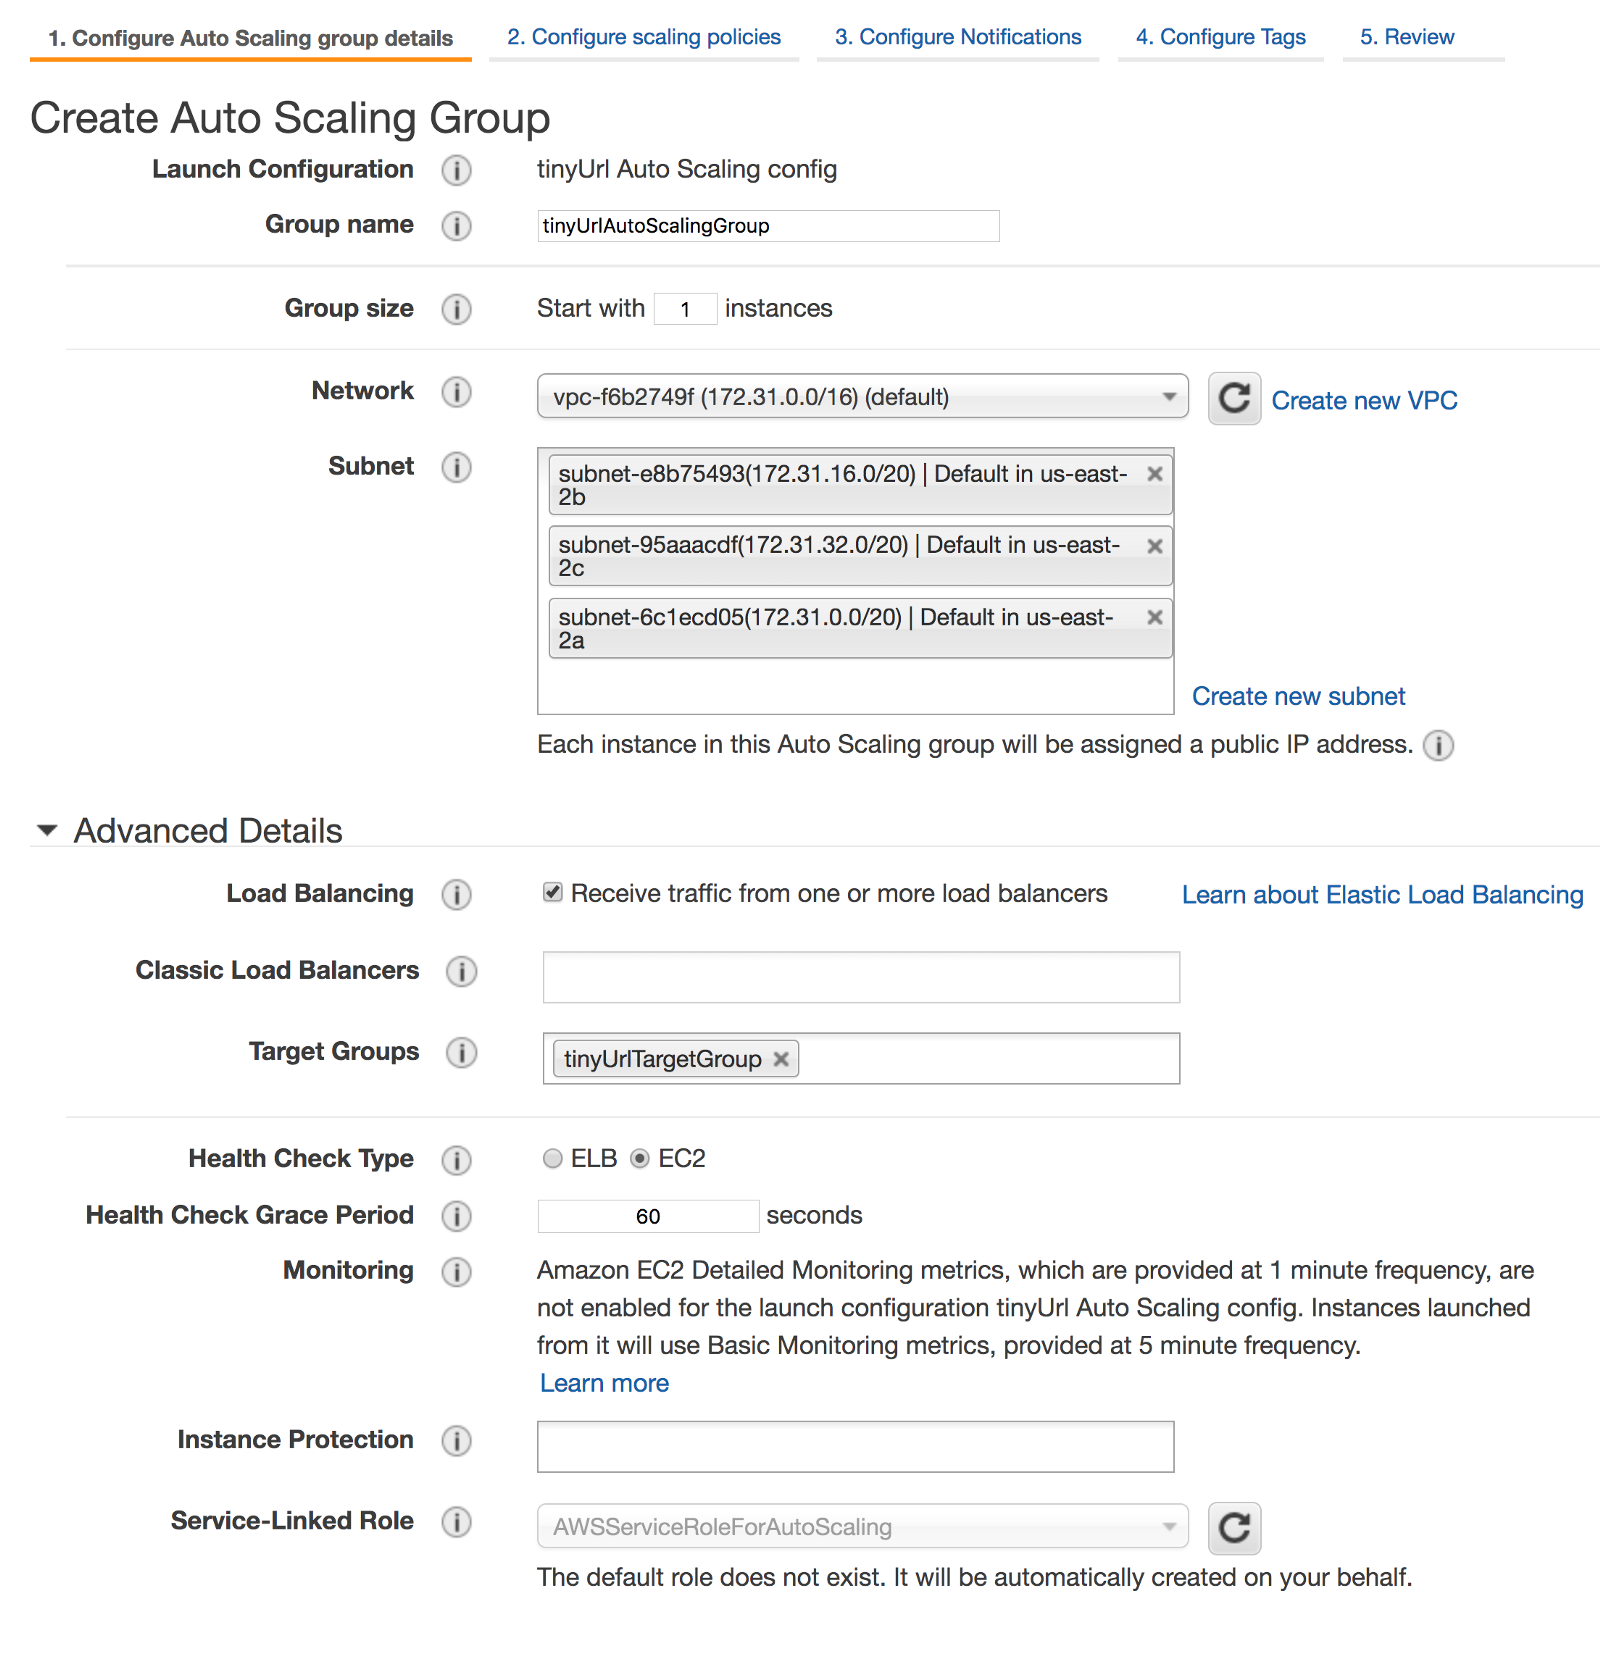 1. Configure Auto Scaling group details 2. Configure scaling policies 3. Configure Notifications 4. Configure Tags 5. Review
Create Auto Scaling Group
Launch Configuration i tinyUrl Auto Scaling config
Group name i tinyUrlAutoScalingGroup
Group size i Start with 1 instances
Network i vpc-f6b2749f (172.31.0.0/16) (default) Create new VPC
Subnet i subnet-e8b75493(172.31.16.0/20) | Default in us-east-
2b
subnet-95aaacdf(172.31.32.0/20) | Default in us-east-
2c
subnet-6c1ecd05(172.31.0.0/20) | Default in us-east-
2a
Create new subnet
Each instance in this Auto Scaling group will be assigned a public IP address. i
Advanced Details
Load Balancing i Receive traffic from one or more load balancers Learn about Elastic Load Balancing
Classic Load Balancers i
Target Groups i tinyUrlTargetGroup
Health Check Type i ELB EC2
Health Check Grace Period i 60 seconds
Monitoring i Amazon EC2 Detailed Monitoring metrics, which are provided at 1 minute frequency, are
not enabled for the launch configuration tinyUrl Auto Scaling config. Instances launched
from it will use Basic Monitoring metrics, provided at 5 minute frequency.
Learn more
Instance Protection i
Service-Linked Role i AWSServiceRoleForAutoScaling
The default role does not exist. It will be automatically created on your behalf.